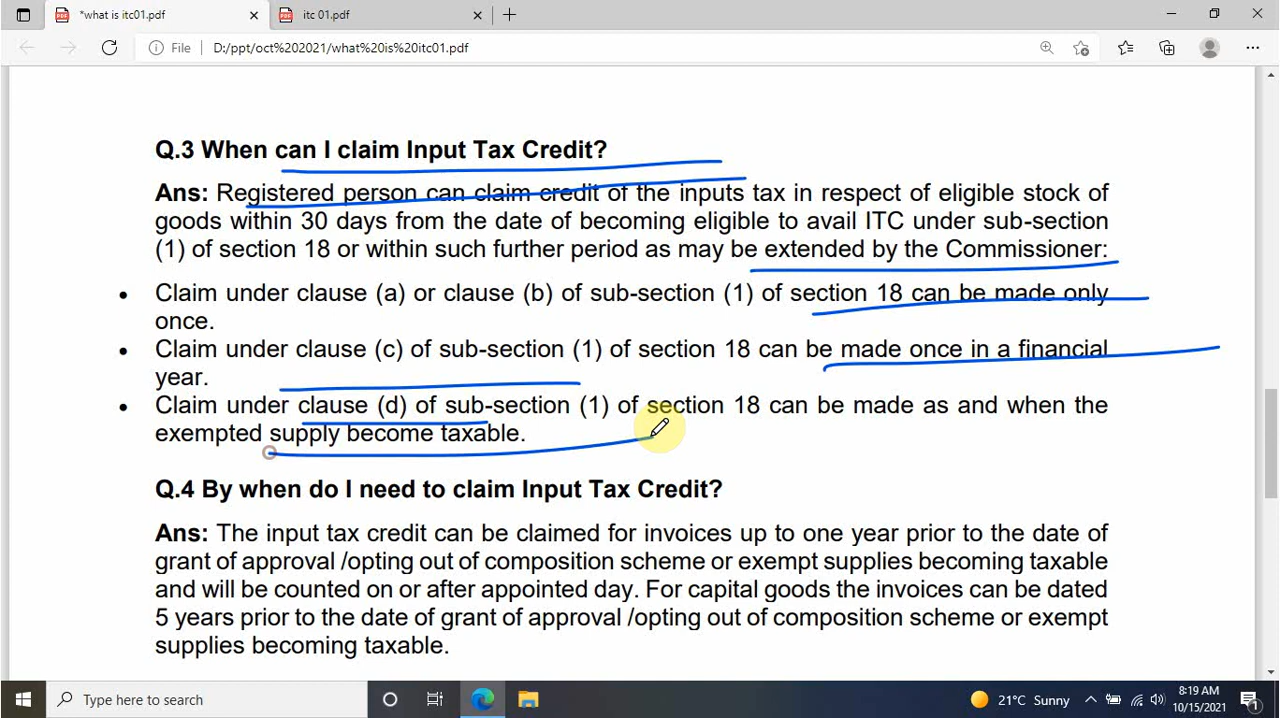 *what is itc01.pdf
itc 01.pdf
File D:/ppt/oct%202021/what%20is%20itc01.pdf
Q.3 When can I claim Input Tax Credit?
Ans: Registered person can claim credit of the inputs tax in respect of eligible stock of
goods within 30 days from the date of becoming eligible to avail ITC under sub-section
(1) of section 18 or within such further period as may be extended by the Commissioner:
• Claim under clause (a) or clause (b) of sub-section (1) of section 18 can be made only
once.
• Claim under clause (c) of sub-section (1) of section 18 can be made once in a financial
year.
• Claim under clause (d) of sub-section (1) of section 18 can be made as and when the
exempted supply become taxable.
Q.4 By when do I need to claim Input Tax Credit?
Ans: The input tax credit can be claimed for invoices up to one year prior to the date of
grant of approval /opting out of composition scheme or exempt supplies becoming taxable
and will be counted on or after appointed day. For capital goods the invoices can be dated
5 years prior to the date of grant of approval /opting out of composition scheme or exempt
supplies becoming taxable.
Type here to search
21°C Sunny
8:19 AM
10/15/2021
1